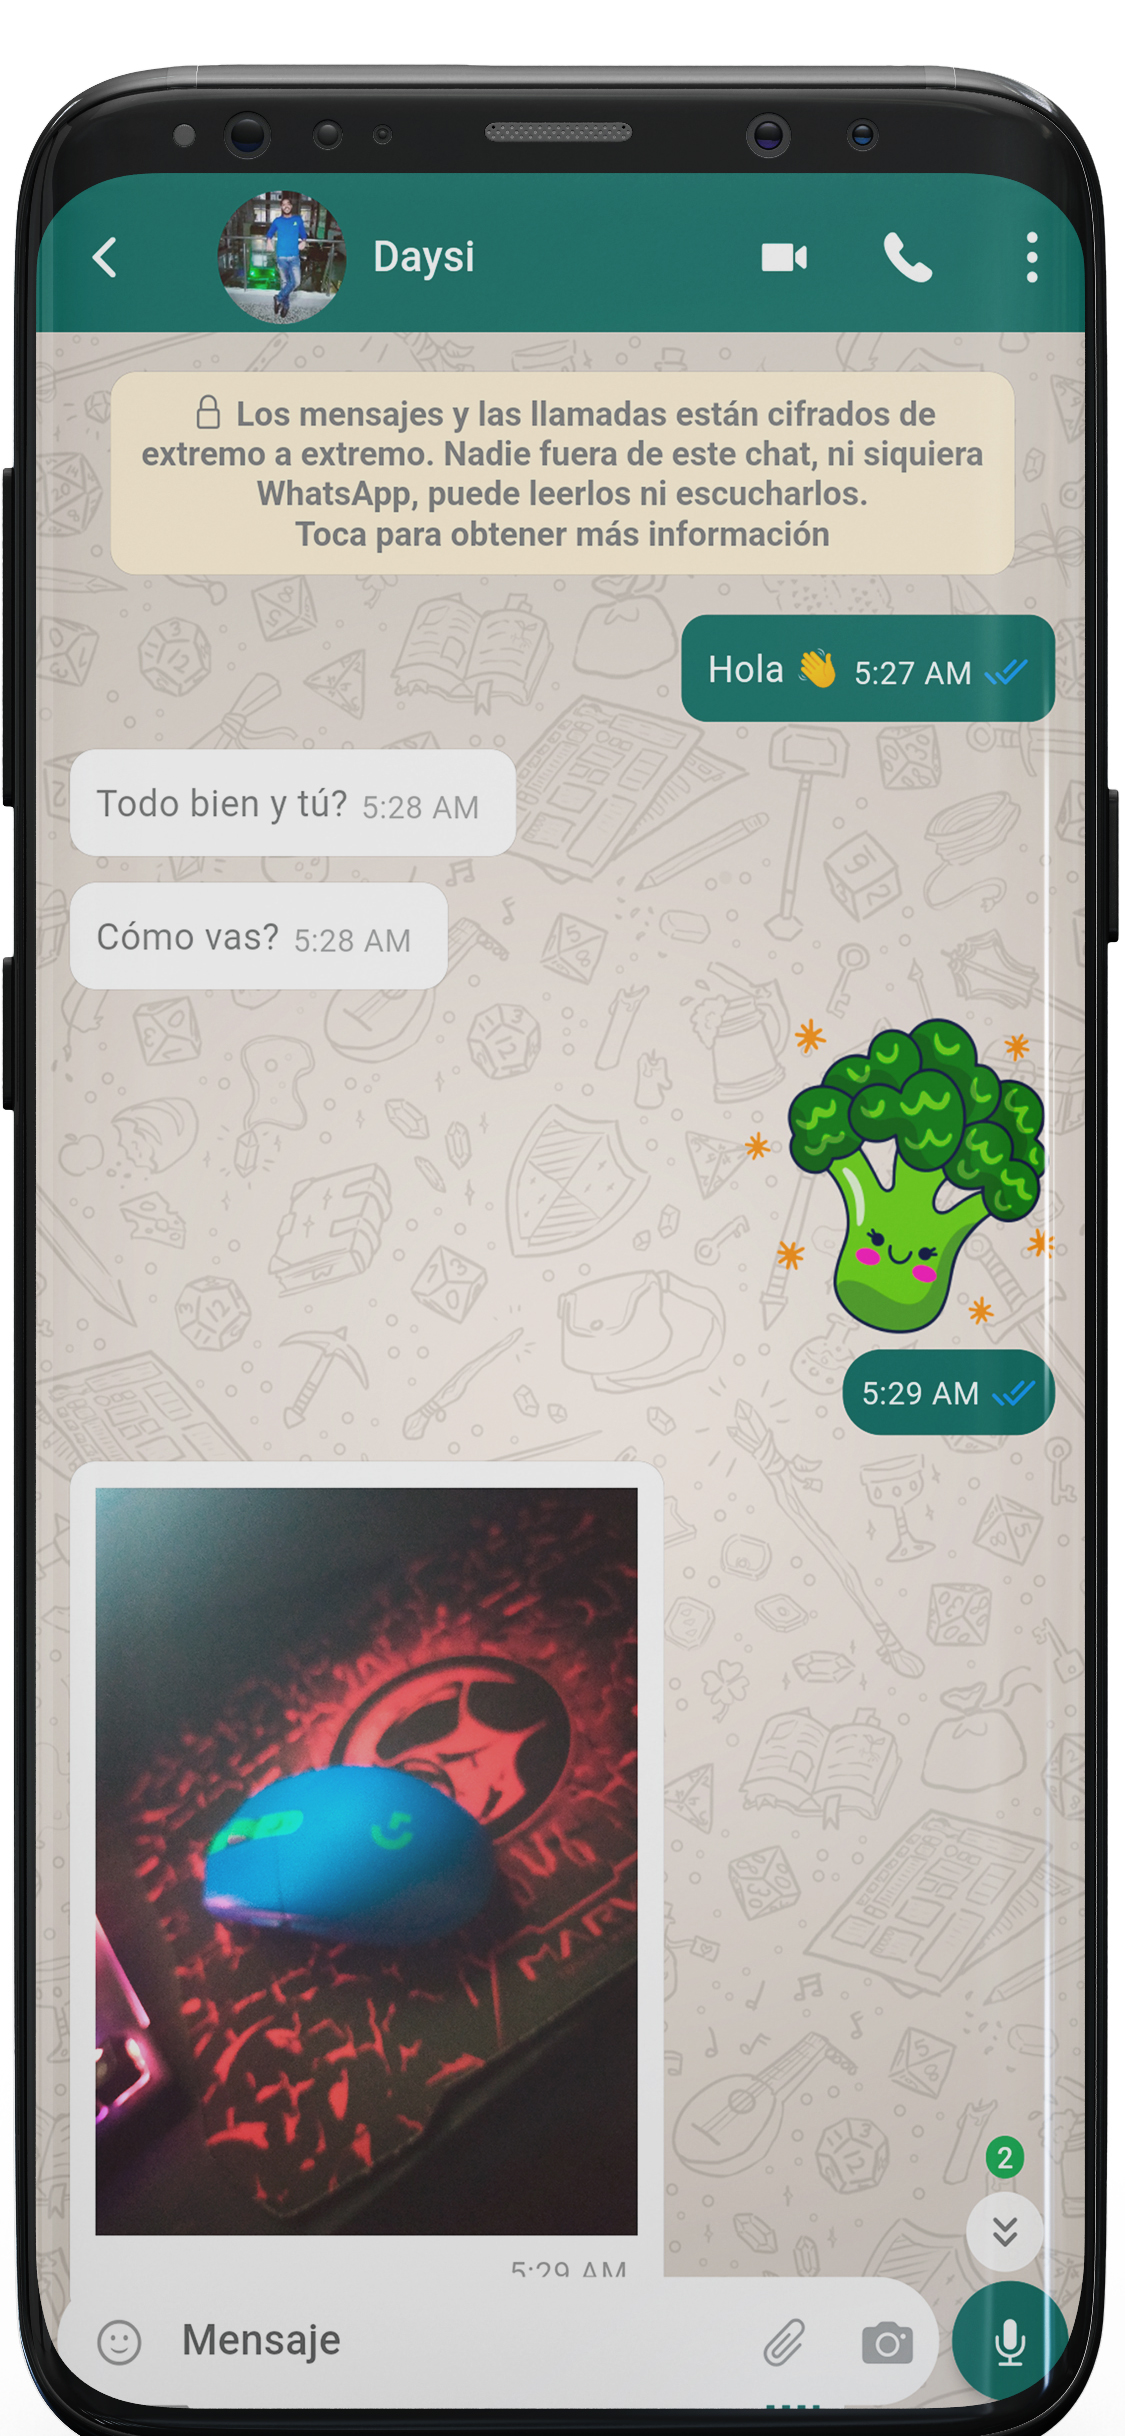 Daysi
Los mensajes y las llamadas están cifrados de
extremo a extremo. Nadie fuera de este chat, ni siquiera
WhatsApp, puede leerlos ni escucharlos.
Toca para obtener más información
Hola 👋 5:27 AM
Todo bien y tú? 5:28 AM
Cómo vas? 5:28 AM
5:29 AM
MARV
2
5:29 AM
Mensaje